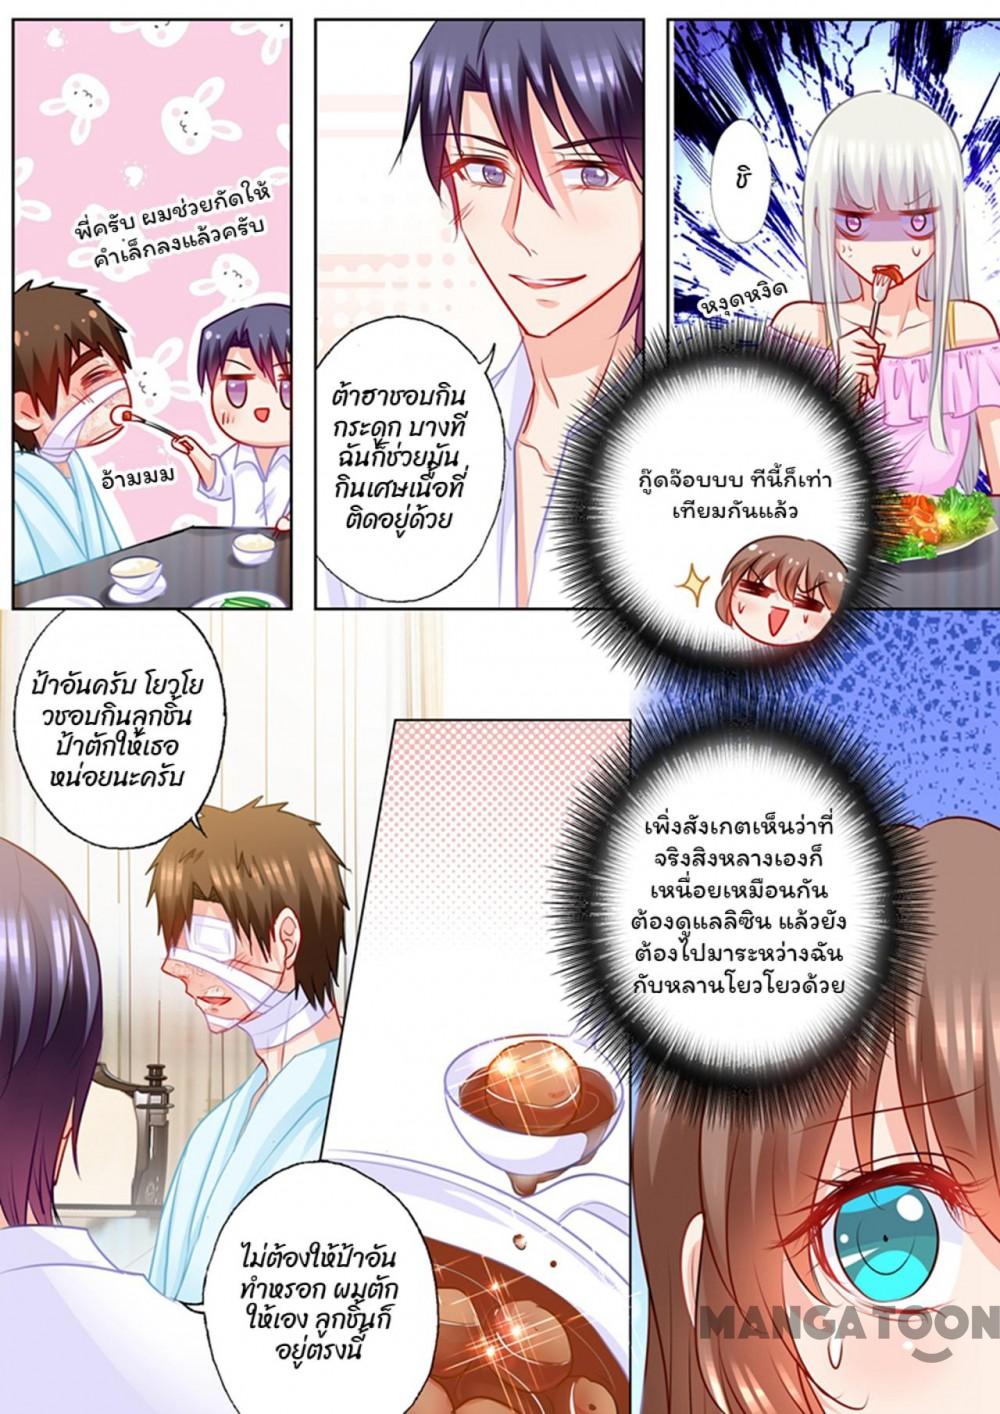 พี่ครับ ผมช่วยกัดให้
คำเล็กลงแล้วครับ
อ้ามมม
ต้าฮาชอบกิน
กระดูก บางที
ฉันก็ช่วยมัน
กินเศษเนื้อที่
ติดอยู่ด้วย
ชิ
หงุดหงิด
กู๊ดจ๊อบบบ ทีนี้ก็เท่า
เทียมกันแล้ว
ป้าอันครับ โยวโย
วชอบกินลูกชิ้น
ป้าตักให้เธอ
หน่อยนะครับ
เพิ่งสังเกตเห็นว่าที่
จริงสิงหลางเองก็
เหนื่อยเหมือนกัน
ต้องดูแลลิซิน แล้วยัง
ต้องไปมาระหว่างฉัน
กับหลานโยวโยวด้วย
ไม่ต้องให้ป้าอัน
ทำหรอก ผมตัก
ให้เอง ลูกชิ้นก็
อยู่ตรงนี้
MANGATOON